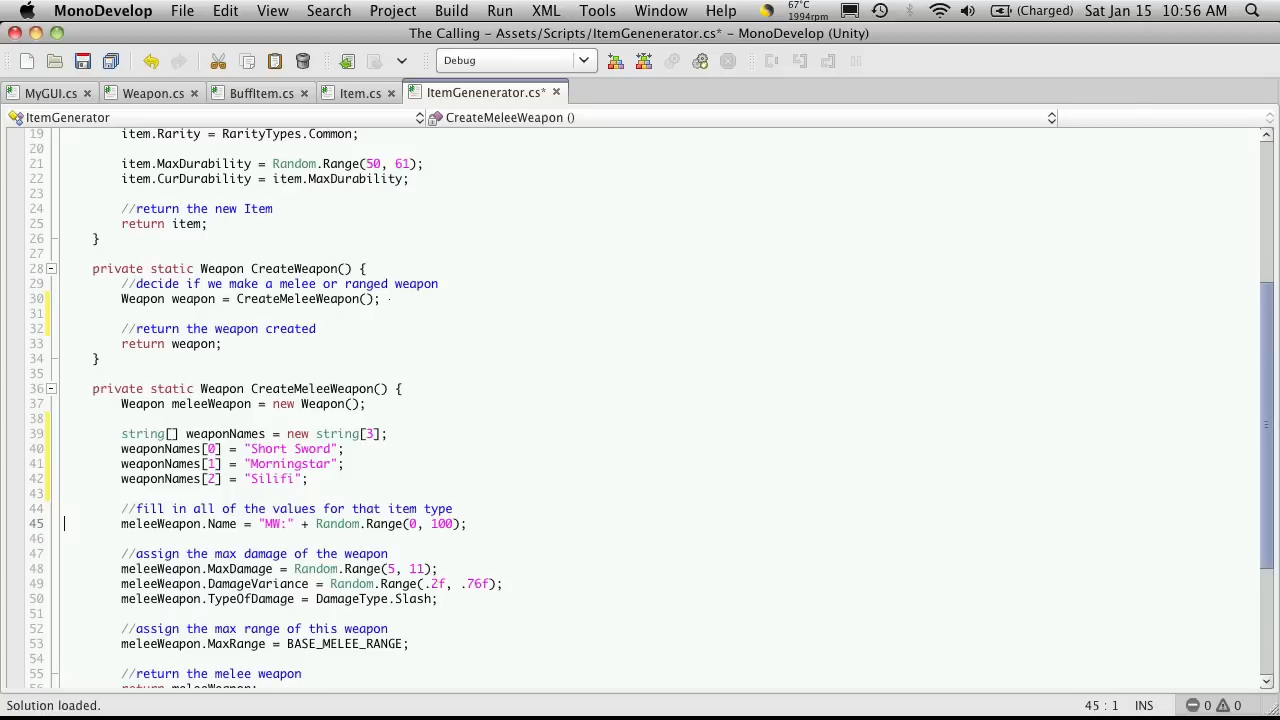 MonoDevelop File Edit View Search Project Build Run XML Tools Window Help 67°C 1994rpm (Charged) Sat Jan 15 10:56 AM
The Calling - Assets/Scripts/ItemGenenerator.cs* - MonoDevelop (Unity)
Debug
MyGUI.cs Weapon.cs BuffItem.cs Item.cs ItemGenenerator.cs*
ItemGenerator CreateMeleeWeapon ()
19 item.Rarity = RarityTypes.Common;
20
21 item.MaxDurability = Random.Range(50, 61);
22 item.CurDurability = item.MaxDurability;
23
24 //return the new Item
25 return item;
26 }
27
28 private static Weapon CreateWeapon() {
29 //decide if we make a melee or ranged weapon
30 Weapon weapon = CreateMeleeWeapon();
31
32 //return the weapon created
33 return weapon;
34 }
35
36 private static Weapon CreateMeleeWeapon() {
37 Weapon meleeWeapon = new Weapon();
38
39 string[] weaponNames = new string[3];
40 weaponNames[0] = "Short Sword";
41 weaponNames[1] = "Morningstar";
42 weaponNames[2] = "Silifi";
43
44 //fill in all of the values for that item type
45 meleeWeapon.Name = "MW:" + Random.Range(0, 100);
46
47 //assign the max damage of the weapon
48 meleeWeapon.MaxDamage = Random.Range(5, 11);
49 meleeWeapon.DamageVariance = Random.Range(.2f, .76f);
50 meleeWeapon.TypeOfDamage = DamageType.Slash;
51
52 //assign the max range of this weapon
53 meleeWeapon.MaxRange = BASE_MELEE_RANGE;
54
55 //return the melee weapon
56 return meleeWeapon;
Solution loaded. 45 : 1 INS 0 0